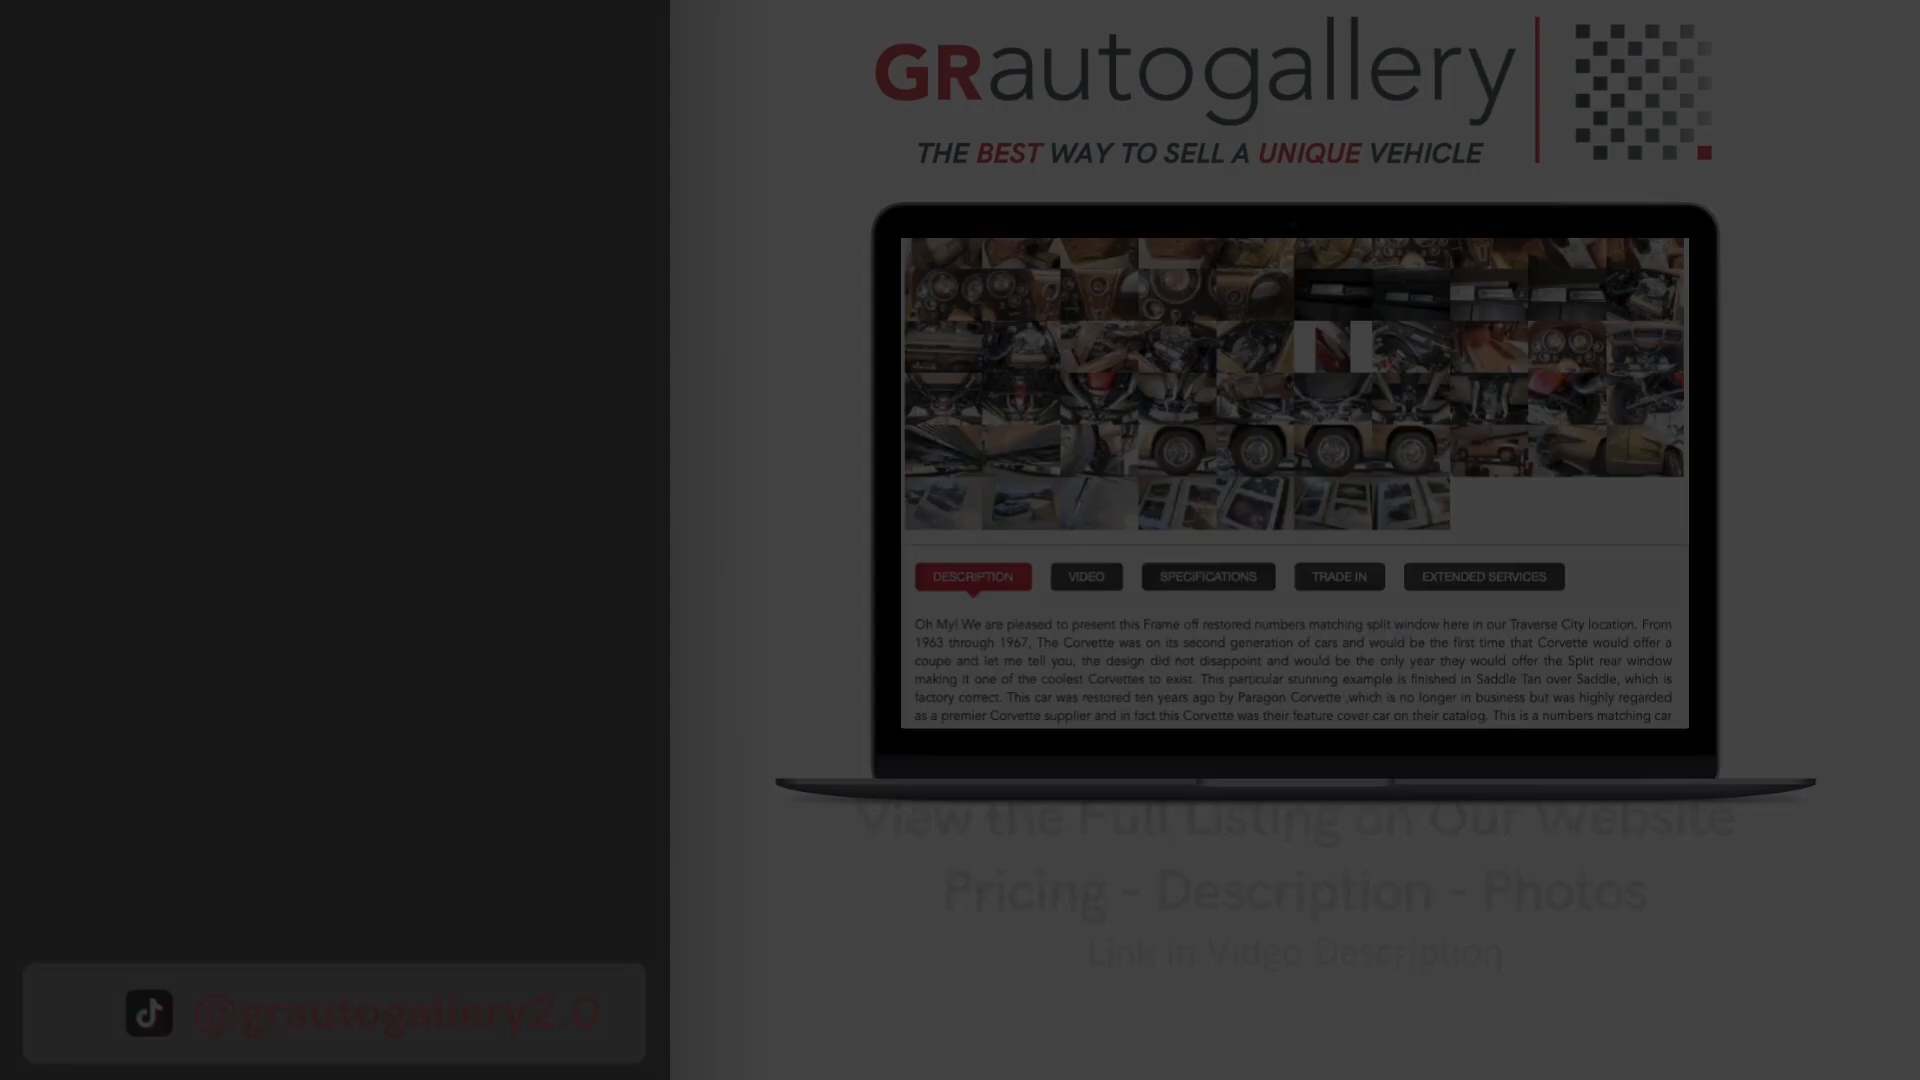 GRautogallery
THE BEST WAY TO SELL A UNIQUE VEHICLE
DESCRIPTION VIDEO SPECIFICATIONS TRADE IN EXTENDED SERVICES
Oh My! We are pleased to present this Frame off restored numbers matching split window here in our Traverse City location. From
1963 through 1967, The Corvette was on its second generation of cars and would be the first time that Corvette would offer a
coupe and let me tell you, the design did not disappoint and would be the only year they would offer the Split rear window
making it one of the coolest Corvettes to exist. This particular stunning example is finished in Saddle Tan over Saddle, which is
factory correct. This car was restored ten years ago by Paragon Corvette ,which is no longer in business but was highly regarded
as a premier Corvette supplier and in fact this Corvette was their feature cover car on their catalog. This is a numbers matching car
View the Full Listing on Our Website
Pricing - Description - Photos
Link in Video Description
@grautogallery2.0